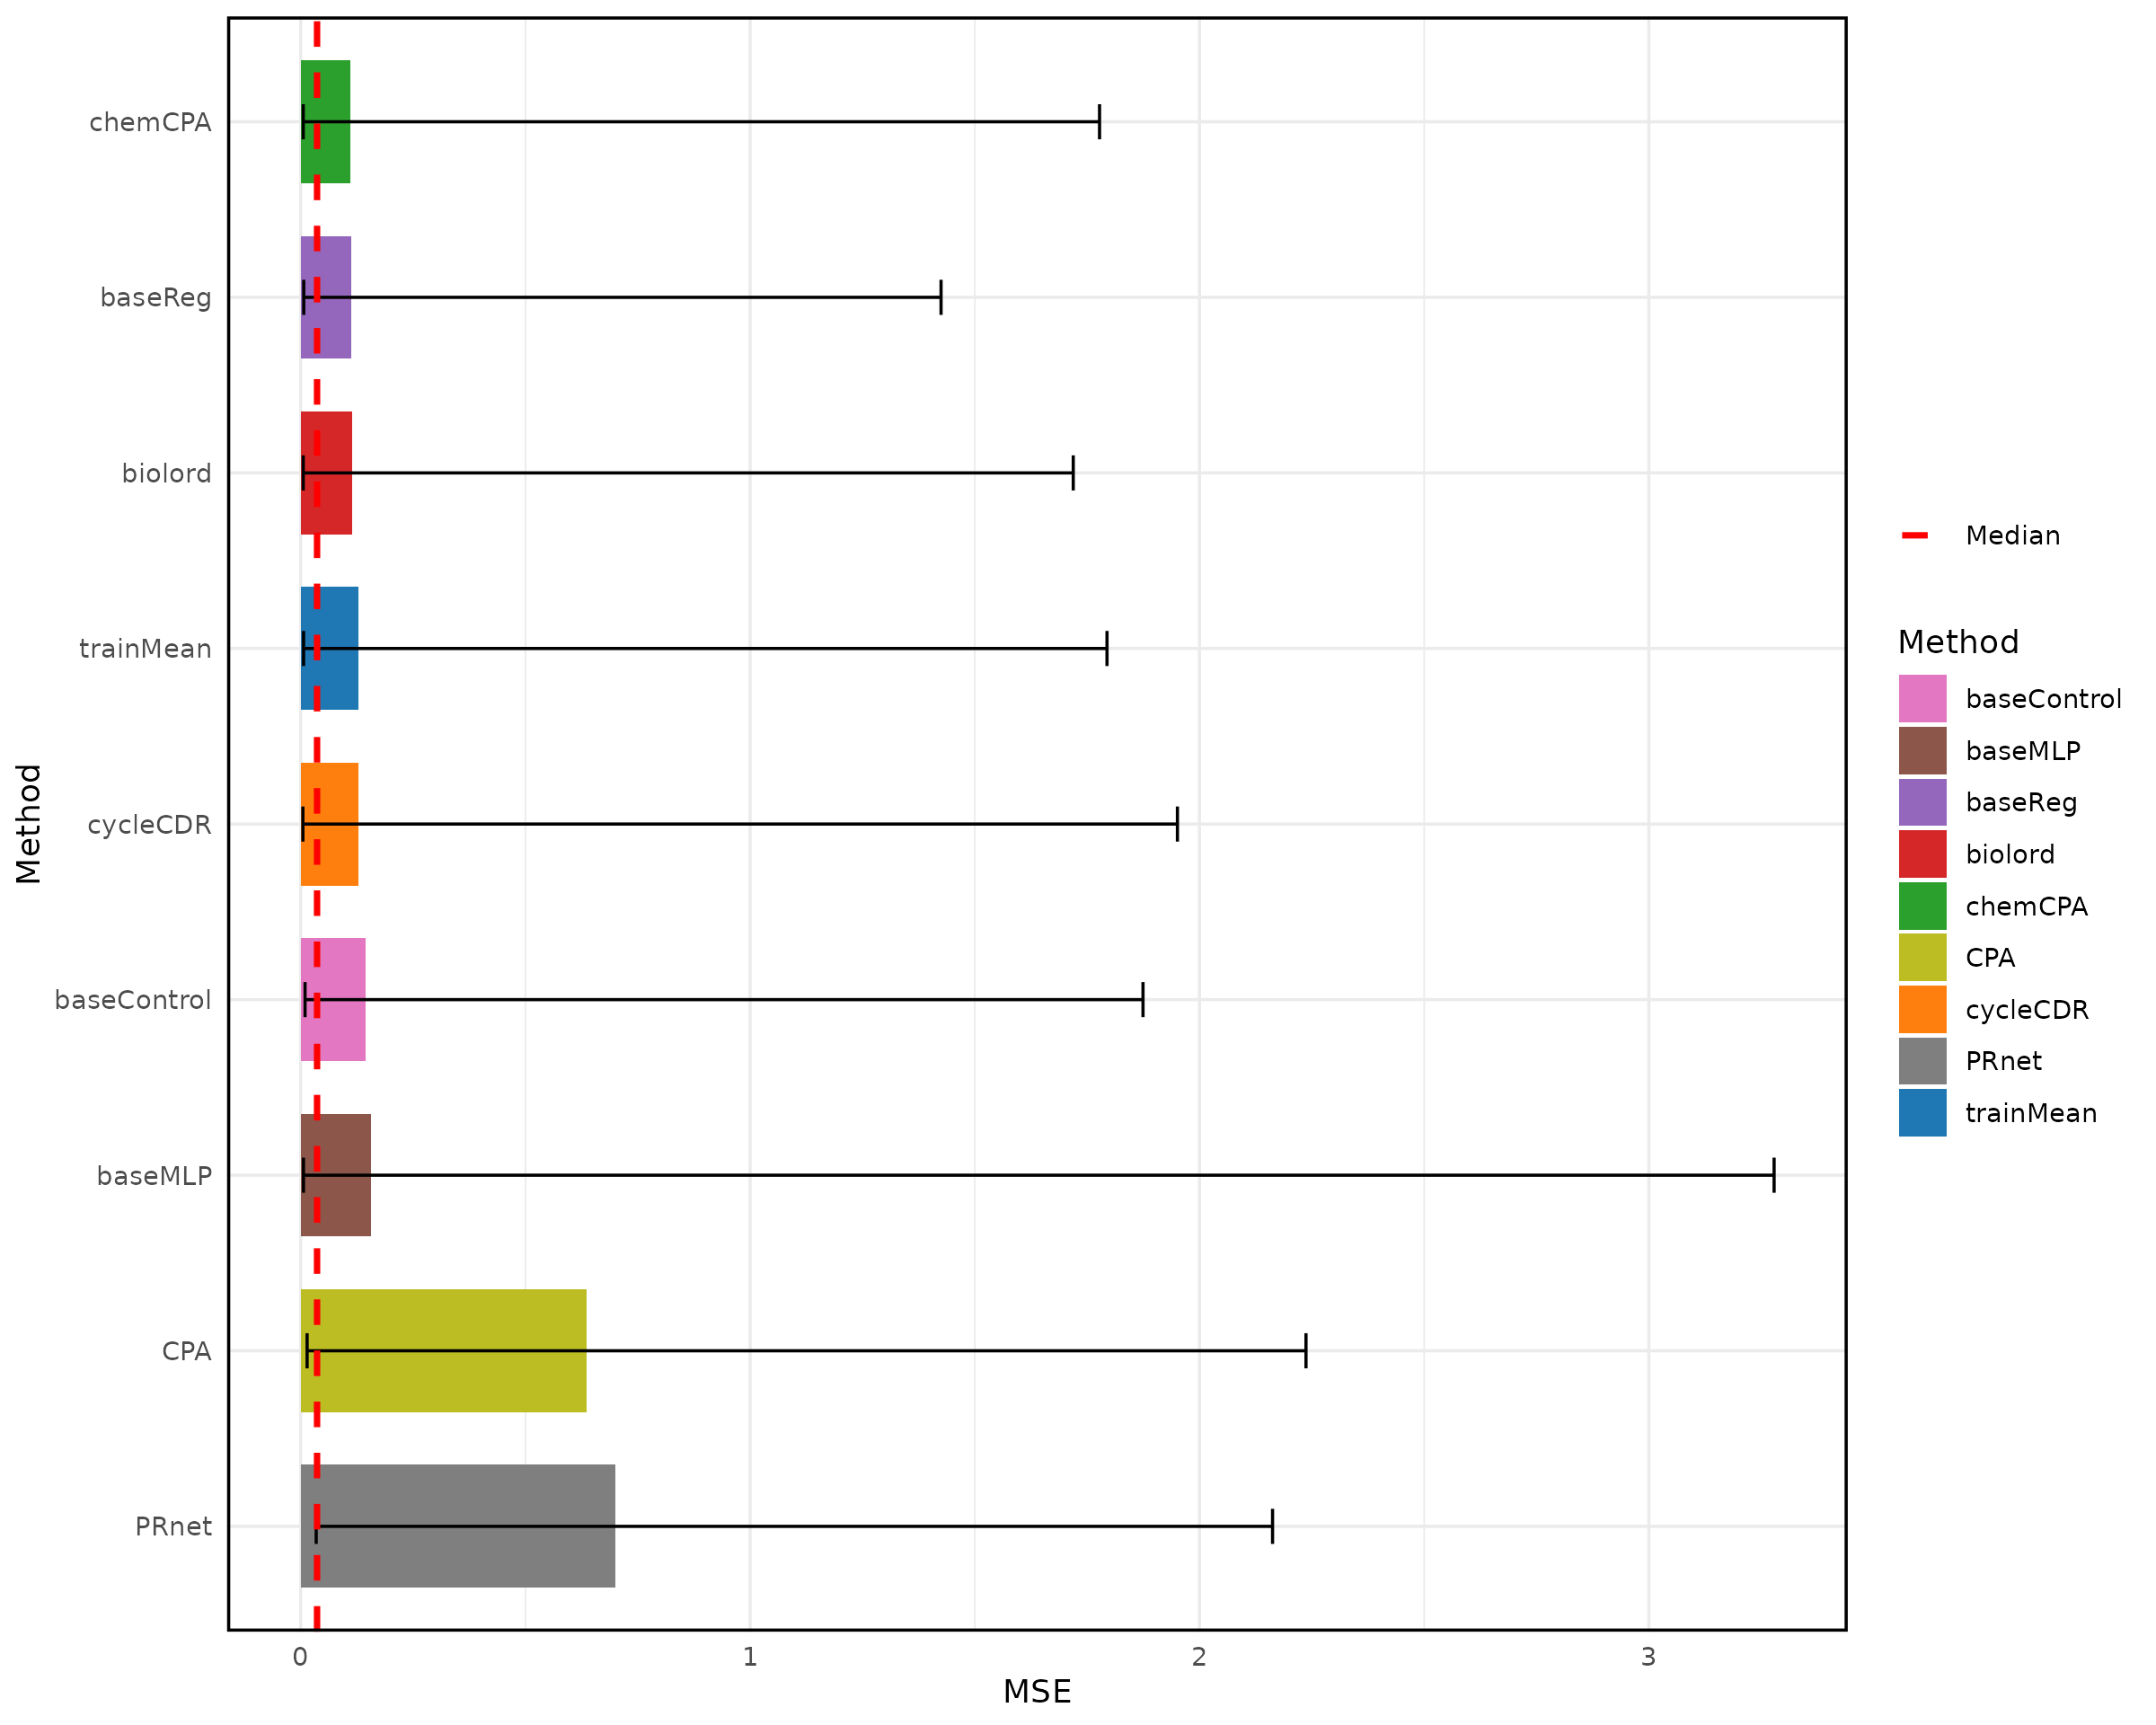 chemCPA
baseReg
biolord
trainMean
cycleCDR
baseControl
baseMLP
CPA
PRnet
Method
0 1 2 3
MSE
Median
Method
baseControl
baseMLP
baseReg
biolord
chemCPA
CPA
cycleCDR
PRnet
trainMean